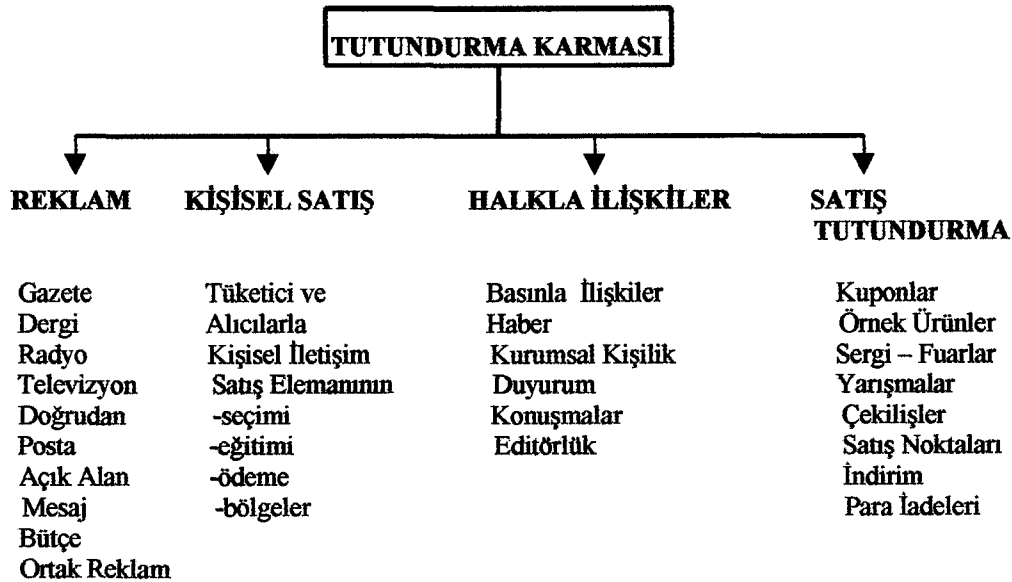 TUTUNDURMA KARMASI
REKLAM
Gazete
Dergi
Radyo
Televizyon
Doğrudan
Posta
Açık Alan
Mesaj
Bütçe
Ortak Reklam
KİŞİSEL SATIŞ
Tüketici ve
Alıcılarla
Kişisel İletişim
Satış Elemanının
-seçimi
-eğitimi
-ödeme
-bölgeler
HALKLA İLİŞKİLER
Basınla İlişkiler
Haber
Kurumsal Kişilik
Duyurum
Konuşmalar
Editörlük
SATIŞ
TUTUNDURMA
Kuponlar
Örnek Ürünler
Sergi – Fuarlar
Yarışmalar
Çekilişler
Satış Noktaları
İndirim
Para İadeleri